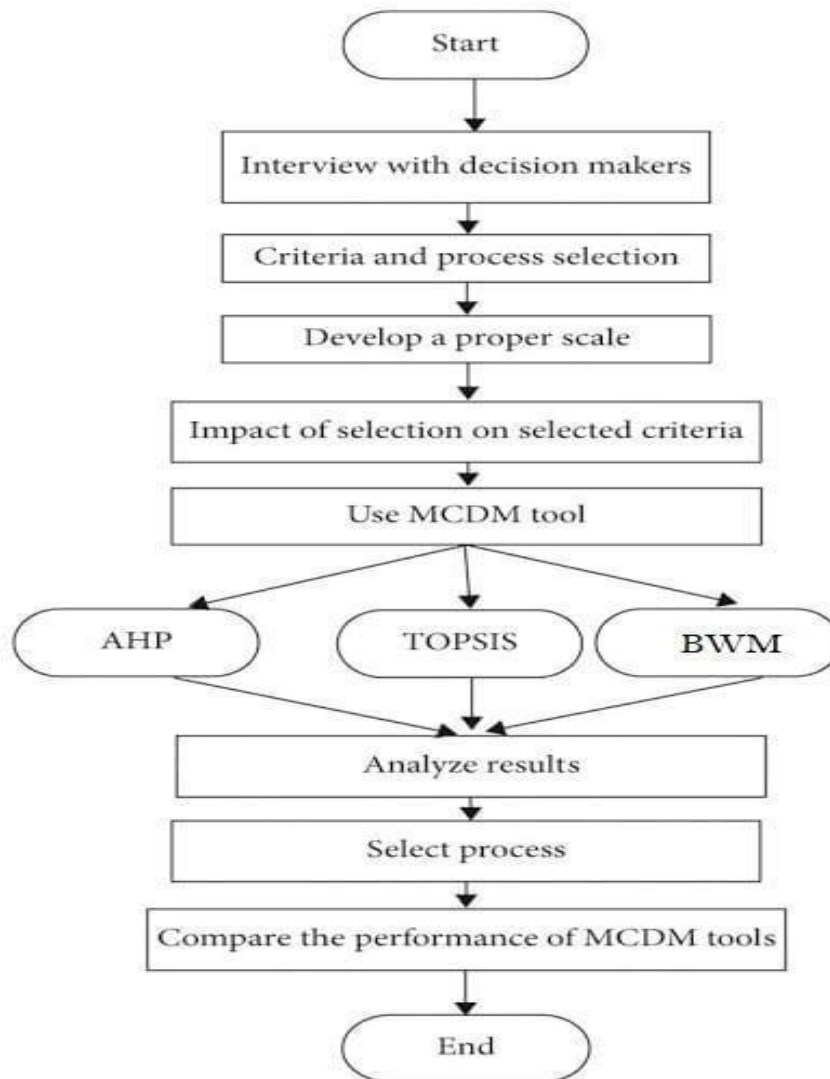 Start
Interview with decision makers
Criteria and process selection
Develop a proper scale
Impact of selection on selected criteria
Use MCDM tool
AHP
TOPSIS
BWM
Analyze results
Select process
Compare the performance of MCDM tools
End